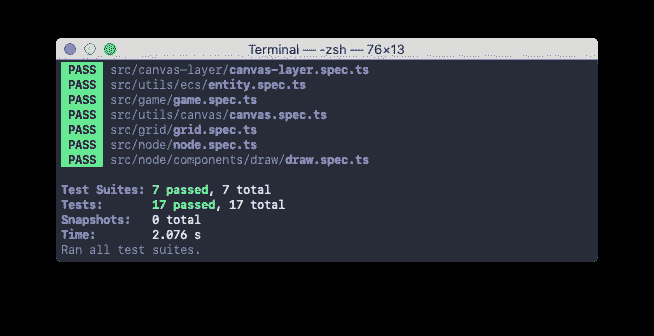 Terminal — -zsh — 76×13
PASS src/canvas-layer/canvas-layer.spec.ts
PASS src/utils/ecs/entity.spec.ts
PASS src/game/game.spec.ts
PASS src/utils/canvas/canvas.spec.ts
PASS src/grid/grid.spec.ts
PASS src/node/node.spec.ts
PASS src/node/components/draw/draw.spec.ts
Test Suites: 7 passed, 7 total
Tests: 17 passed, 17 total
Snapshots: 0 total
Time: 2.076 s
Ran all test suites.